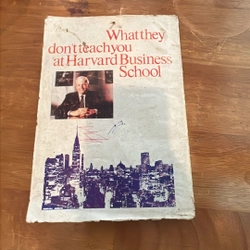 What they
don't teach you
at Harvard Business
School